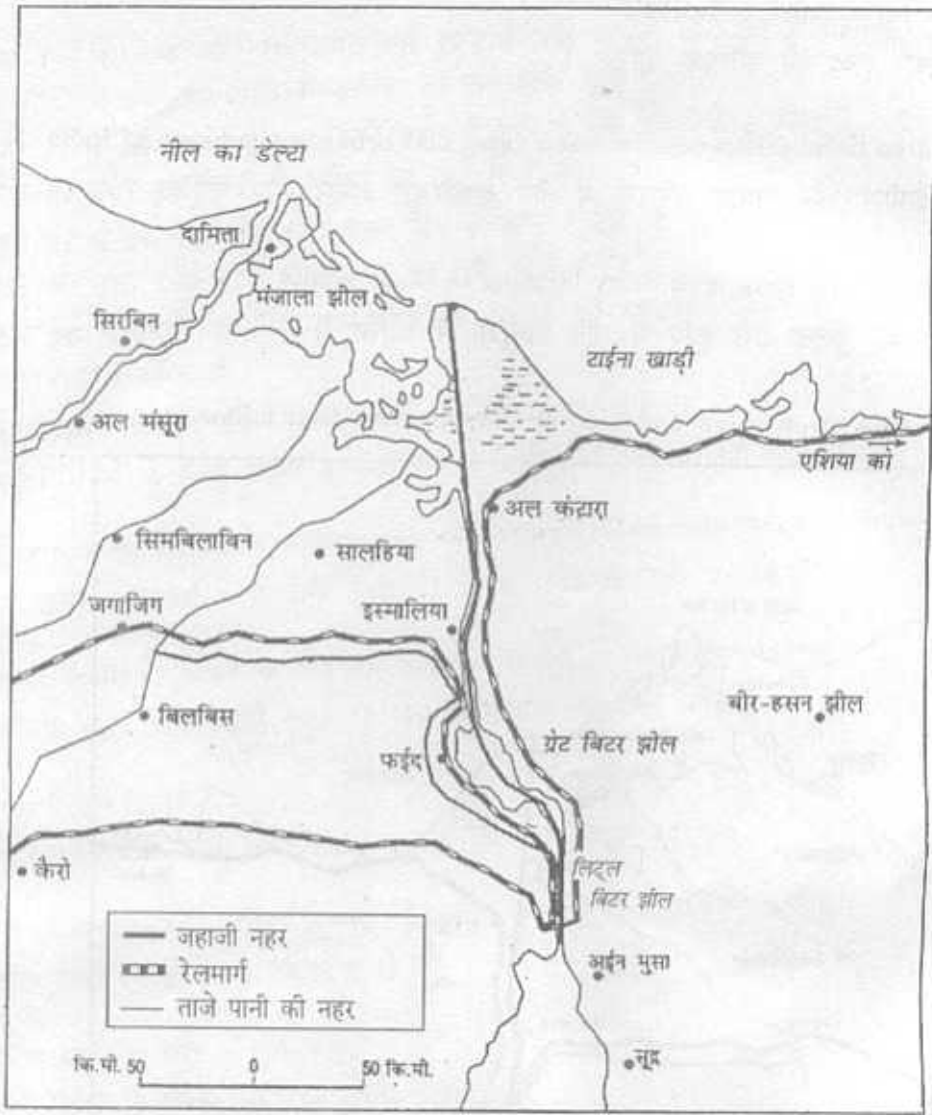 नील का डेल्टा
दामिता
मंजाला झील
सिरबिन
टाईना खाड़ी
अल मंसूरा
एशिया को
अल कंटारा
सिमबिलाविन
सालहिया
जगाजिग
इस्मालिया
बीर-हसन झील
बिलबिस
ग्रेट बिटर झील
फईद
कैरो
लिट्ल
बिटर झील
जहाजी नहर
रेलमार्ग
ताजे पानी की नहर
अईन मुसा
कि.मी. 50 0 50 कि.मी.
सूद्र